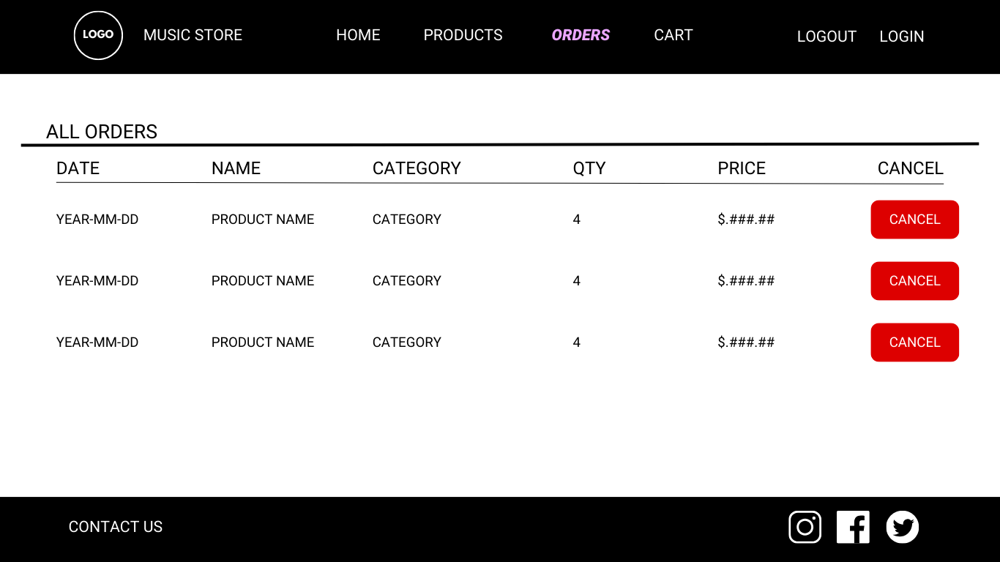 LOGO MUSIC STORE HOME PRODUCTS ORDERS CART LOGOUT LOGIN
ALL ORDERS
DATE NAME CATEGORY QTY PRICE CANCEL
YEAR-MM-DD PRODUCT NAME CATEGORY 4 $.###.## CANCEL
YEAR-MM-DD PRODUCT NAME CATEGORY 4 $.###.## CANCEL
YEAR-MM-DD PRODUCT NAME CATEGORY 4 $.###.## CANCEL
CONTACT US